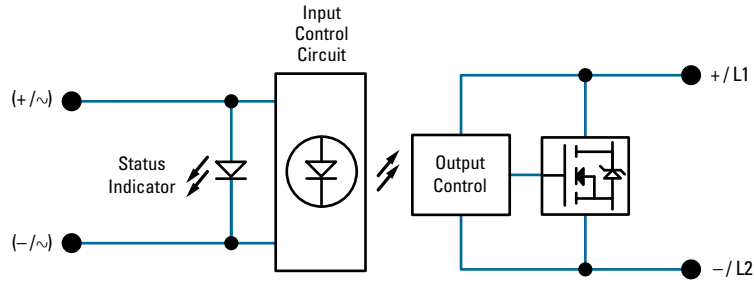 Input
Control
Circuit
(+/∼)
+/L1
Status
Indicator
Output
Control
(−/∼)
−/L2